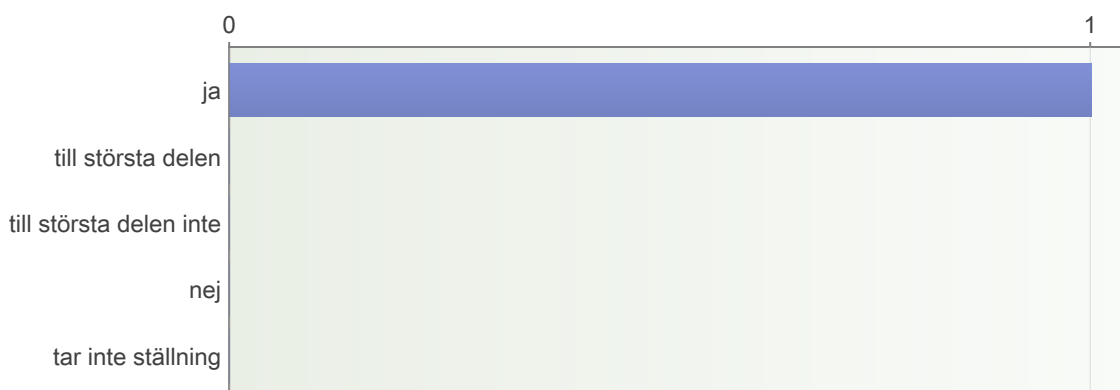 0 1
ja
till största delen
till största delen inte
nej
tar inte ställning